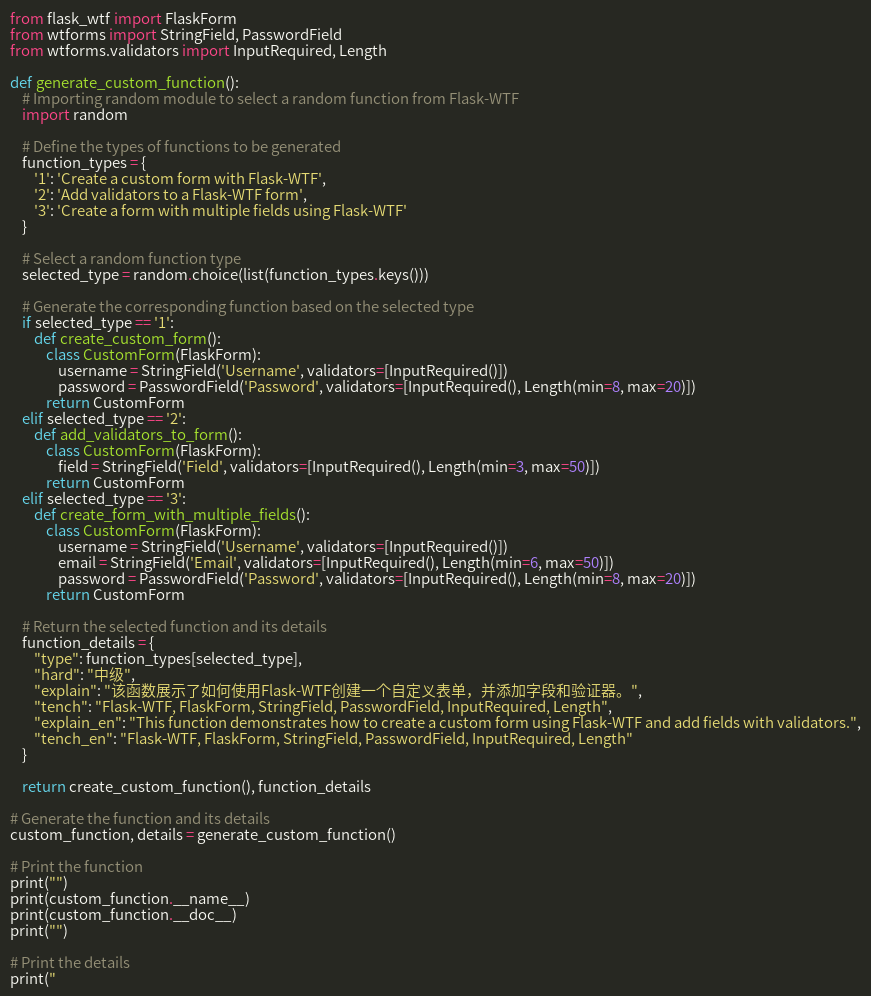 from flask_wtf import FlaskForm
from wtforms import StringField, PasswordField
from wtforms.validators import InputRequired, Length

def generate_custom_function():
    # Importing random module to select a random function from Flask-WTF
    import random

    # Define the types of functions to be generated
    function_types = {
        '1': 'Create a custom form with Flask-WTF',
        '2': 'Add validators to a Flask-WTF form',
        '3': 'Create a form with multiple fields using Flask-WTF'
    }

    # Select a random function type
    selected_type = random.choice(list(function_types.keys()))

    # Generate the corresponding function based on the selected type
    if selected_type == '1':
        def create_custom_form():
            class CustomForm(FlaskForm):
                username = StringField('Username', validators=[InputRequired()])
                password = PasswordField('Password', validators=[InputRequired(), Length(min=8, max=20)])
            return CustomForm
    elif selected_type == '2':
        def add_validators_to_form():
            class CustomForm(FlaskForm):
                field = StringField('Field', validators=[InputRequired(), Length(min=3, max=50)])
            return CustomForm
    elif selected_type == '3':
        def create_form_with_multiple_fields():
            class CustomForm(FlaskForm):
                username = StringField('Username', validators=[InputRequired()])
                email = StringField('Email', validators=[InputRequired(), Length(min=6, max=50)])
                password = PasswordField('Password', validators=[InputRequired(), Length(min=8, max=20)])
            return CustomForm

    # Return the selected function and its details
    function_details = {
        "type": function_types[selected_type],
        "hard": "中级",
        "explain": "该函数展示了如何使用Flask-WTF创建一个自定义表单，并添加字段和验证器。",
        "tench": "Flask-WTF, FlaskForm, StringField, PasswordField, InputRequired, Length",
        "explain_en": "This function demonstrates how to create a custom form using Flask-WTF and add fields with validators.",
        "tench_en": "Flask-WTF, FlaskForm, StringField, PasswordField, InputRequired, Length"
    }

    return create_custom_function(), function_details

# Generate the function and its details
custom_function, details = generate_custom_function()

# Print the function
print("")
print(custom_function.__name__)
print(custom_function.__doc__)
print("")

# Print the details
print("